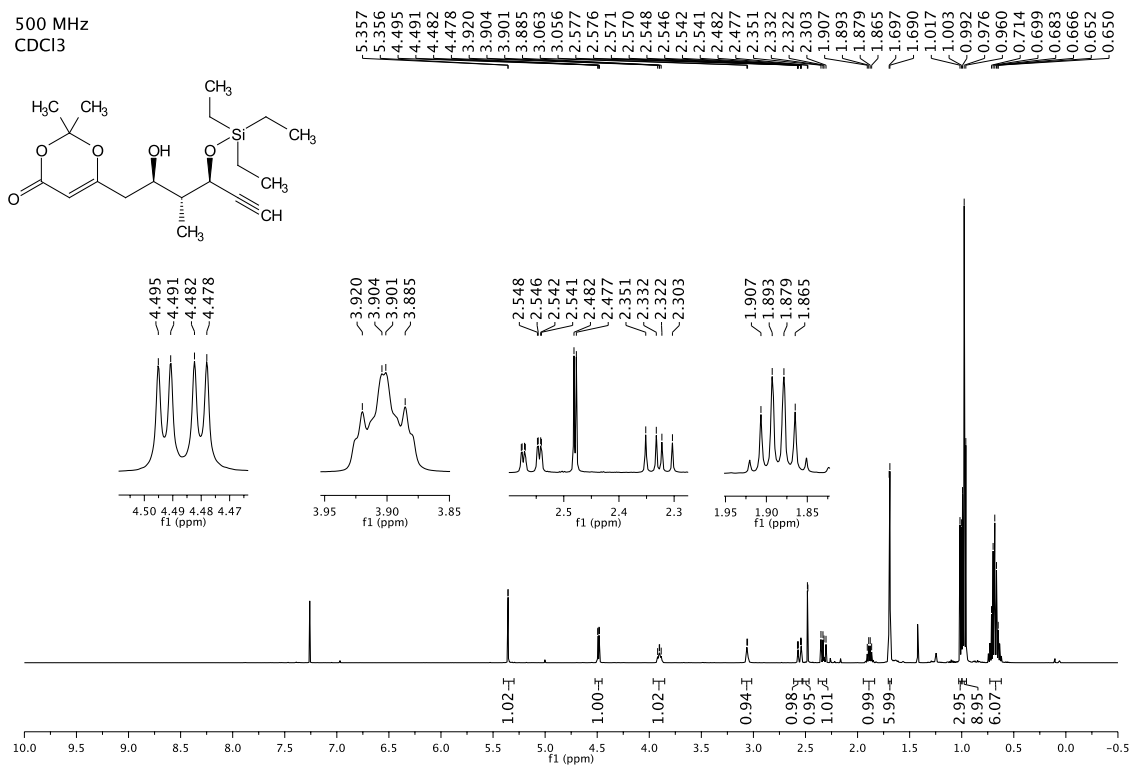 500 MHz
CDCl3
5.357 5.356 4.495 4.491 4.482 4.478 3.920 3.904 3.901 3.885 3.063 3.056 2.577 2.576 2.571 2.570 2.548 2.546 2.542 2.541 2.482 2.477 2.351 2.332 2.322 2.303 1.907 1.893 1.879 1.865 1.697 1.690 1.017 1.003 0.992 0.976 0.960 0.714 0.699 0.683 0.666 0.652 0.650
CH3
H3C CH3
Si CH3
O O OH O
CH3
O CH
CH3
4.495 4.491 4.482 4.478
3.920 3.904 3.901 3.885
2.548 2.546 2.542 2.541 2.482 2.477 2.351 2.332 2.322 2.303
1.907 1.893 1.879 1.865
4.50 4.49 4.48 4.47
f1 (ppm)
3.95 3.90 3.85
f1 (ppm)
2.5 2.4 2.3
f1 (ppm)
1.95 1.90 1.85
f1 (ppm)
1.02 1.00 1.02 0.94 0.98 0.95 1.01 0.99 5.99 2.95 8.95 6.07
10.0 9.5 9.0 8.5 8.0 7.5 7.0 6.5 6.0 5.5 5.0 4.5 4.0 3.5 3.0 2.5 2.0 1.5 1.0 0.5 0.0 −0.5
f1 (ppm)